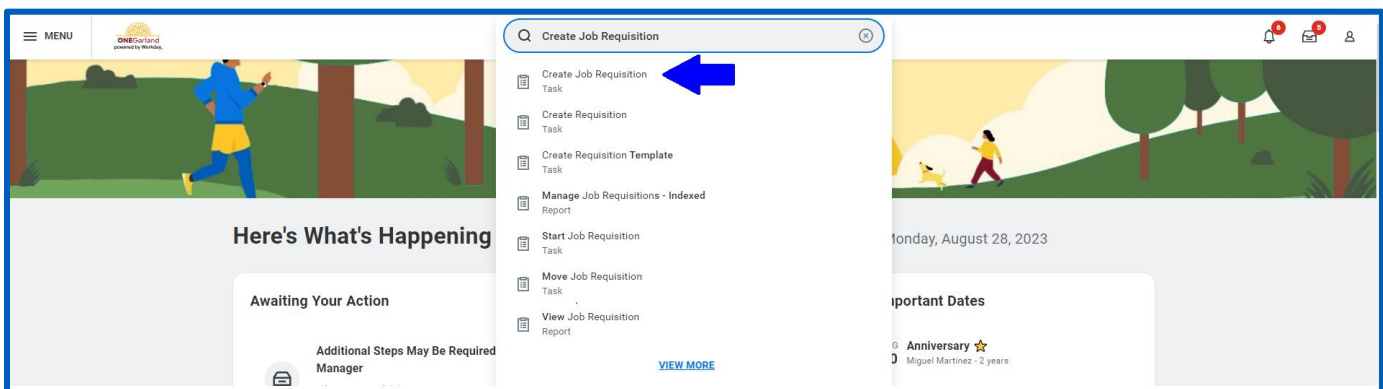 MENU
ONEGarland
powered by Workday.
Create Job Requisition
6
5
Create Job Requisition
Task
Create Requisition
Task
Create Requisition Template
Task
Manage Job Requisitions - Indexed
Report
Start Job Requisition
Task
Move Job Requisition
Task
View Job Requisition
Report
VIEW MORE
Here's What's Happening
Monday, August 28, 2023
Awaiting Your Action
Additional Steps May Be Required
Manager
portant Dates
Anniversary
Miguel Martinez - 2 years